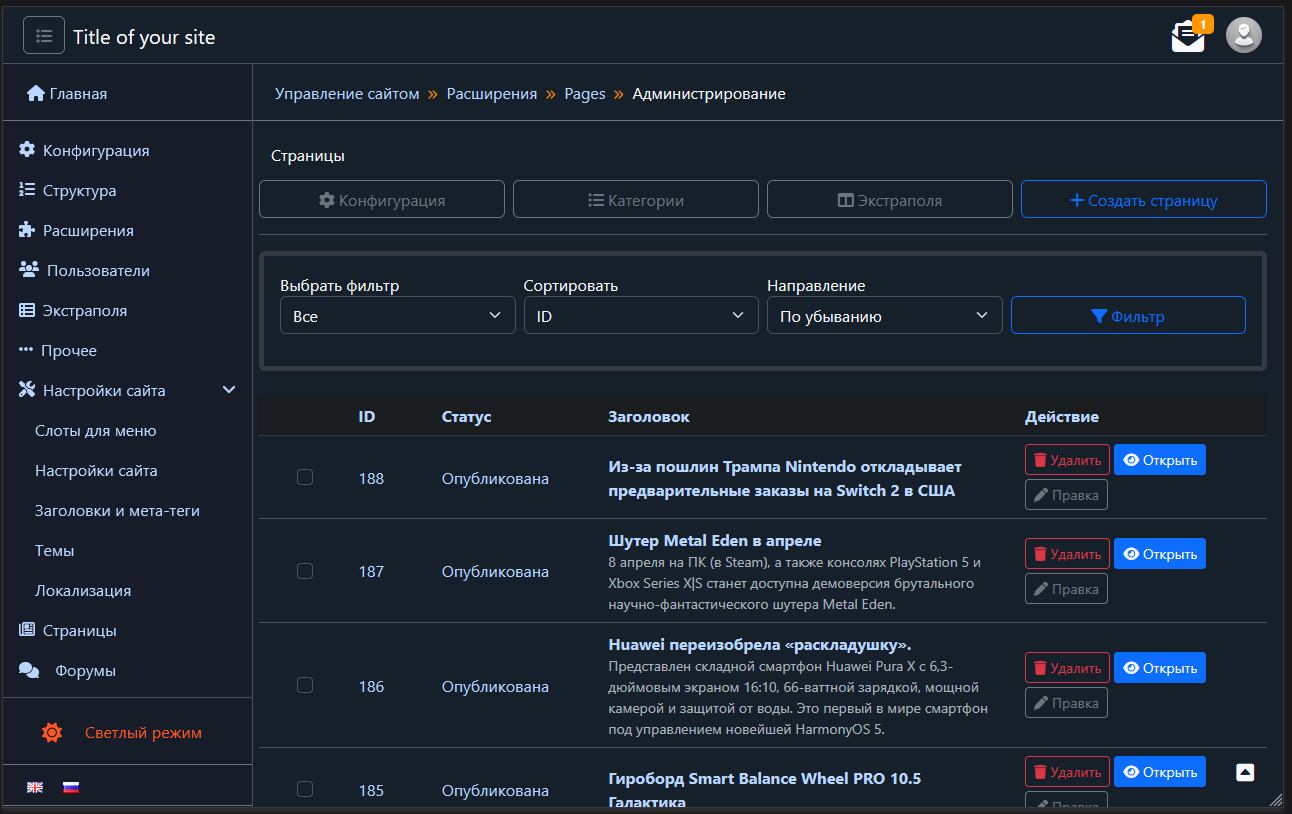 Title of your site
1
Главная
Управление сайтом » Расширения » Pages » Администрирование
Конфигурация
Структура
Расширения
Пользователи
Экстраполя
Прочее
Настройки сайта
Слоты для меню
Настройки сайта
Заголовки и мета-теги
Темы
Локализация
Страницы
Форумы
Светлый режим
Страницы
Конфигурация
Категории
Экстраполя
Создать страницу
Выбрать фильтр
Все
Сортировать
ID
Направление
По убыванию
Фильтр
ID Статус Заголовок Действие
188 Опубликована
Из-за пошлин Трампа Nintendo откладывает
предварительные заказы на Switch 2 в США
Удалить Открыть
Правка
187 Опубликована
Шутер Metal Eden в апреле
8 апреля на ПК (в Steam), а также консолях PlayStation 5 и
Xbox Series X|S станет доступна демоверсия брутального
научно-фантастического шутера Metal Eden.
Удалить Открыть
Правка
186 Опубликована
Huawei переизобрела «раскладушку».
Представлен складной смартфон Huawei Pura X с 6,3-
дюймовым экраном 16:10, 66-ваттной зарядкой, мощной
камерой и защитой от воды. Это первый в мире смартфон
под управлением новейшей HarmonyOS 5.
Удалить Открыть
Правка
185 Опубликована
Гироборд Smart Balance Wheel PRO 10.5
Галактика
Удалить Открыть
Правка